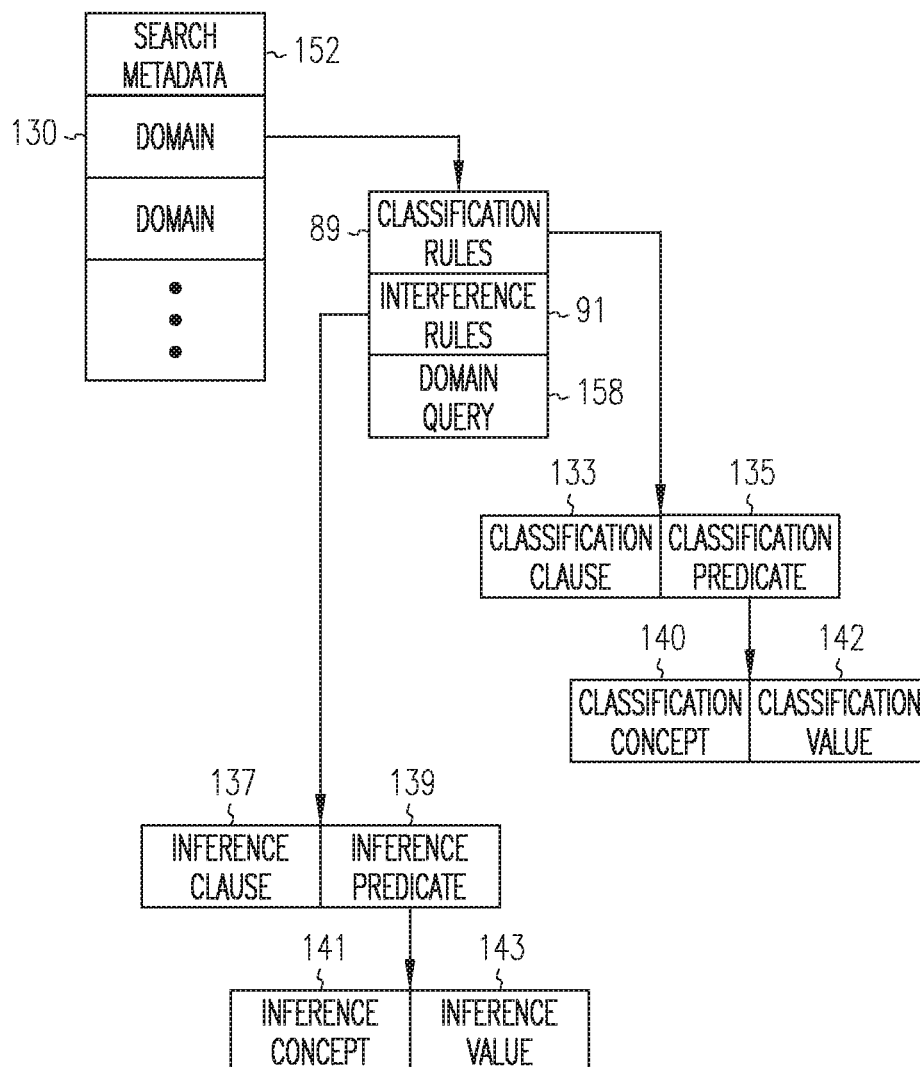 SEARCH
METADATA
152
130
DOMAIN
DOMAIN
89
CLASSIFICATION
RULES
INTERFERENCE
RULES
91
DOMAIN
QUERY
158
133
135
CLASSIFICATION
CLAUSE
CLASSIFICATION
PREDICATE
140
142
CLASSIFICATION
CONCEPT
CLASSIFICATION
VALUE
137
139
INFERENCE
CLAUSE
INFERENCE
PREDICATE
141
143
INFERENCE
CONCEPT
INFERENCE
VALUE